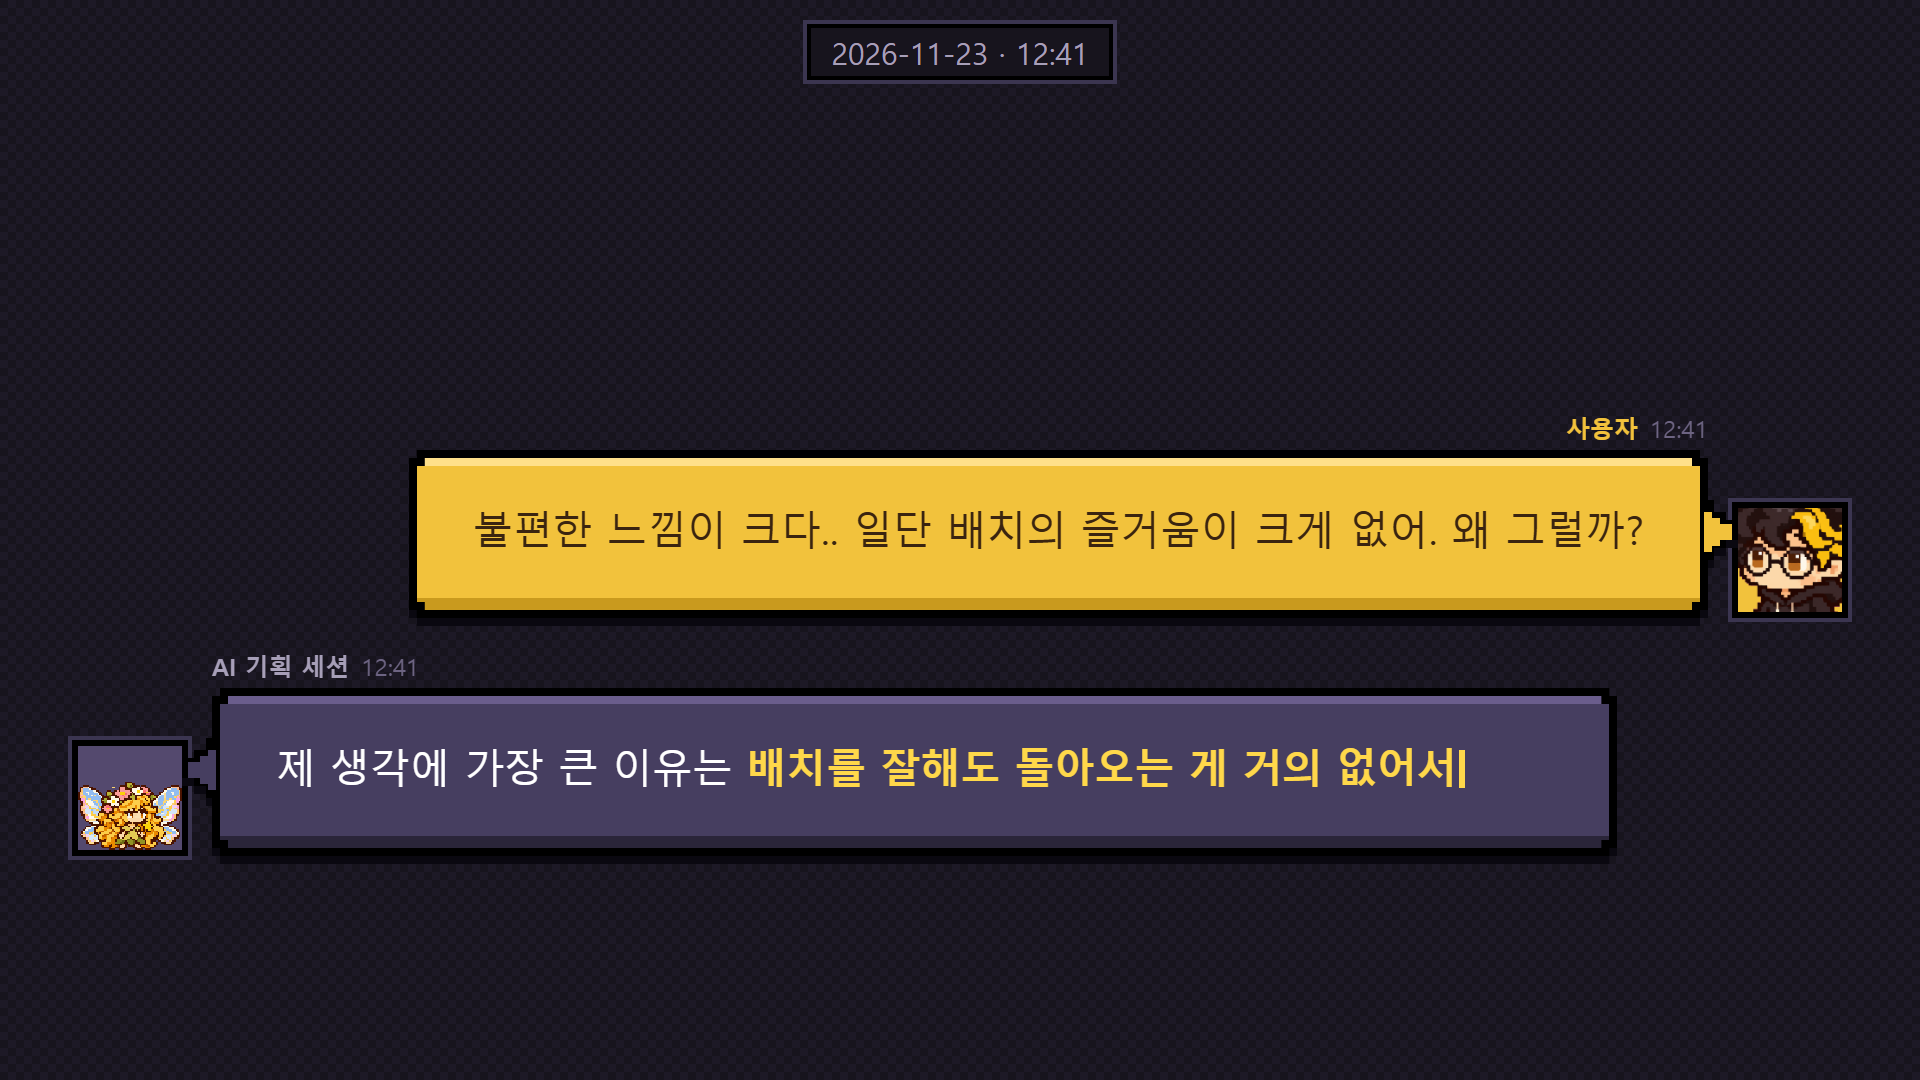 2026-11-23 · 12:41
사용자 12:41
불편한 느낌이 크다.. 일단 배치의 즐거움이 크게 없어. 왜 그럴까?
AI 기획 세션 12:41
제 생각에 가장 큰 이유는 배치를 잘해도 돌아오는 게 거의 없어서